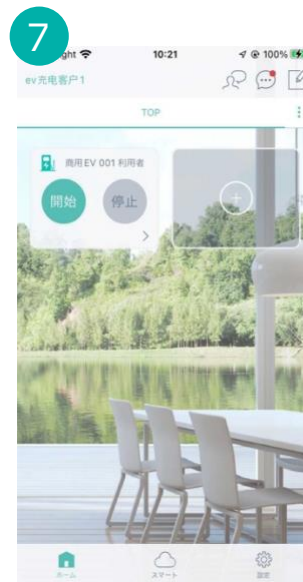 7
ght 10:21 100%
ev充电客户1
TOP
商用EV 001 利用者
開始 停止
ホーム スマート 設定